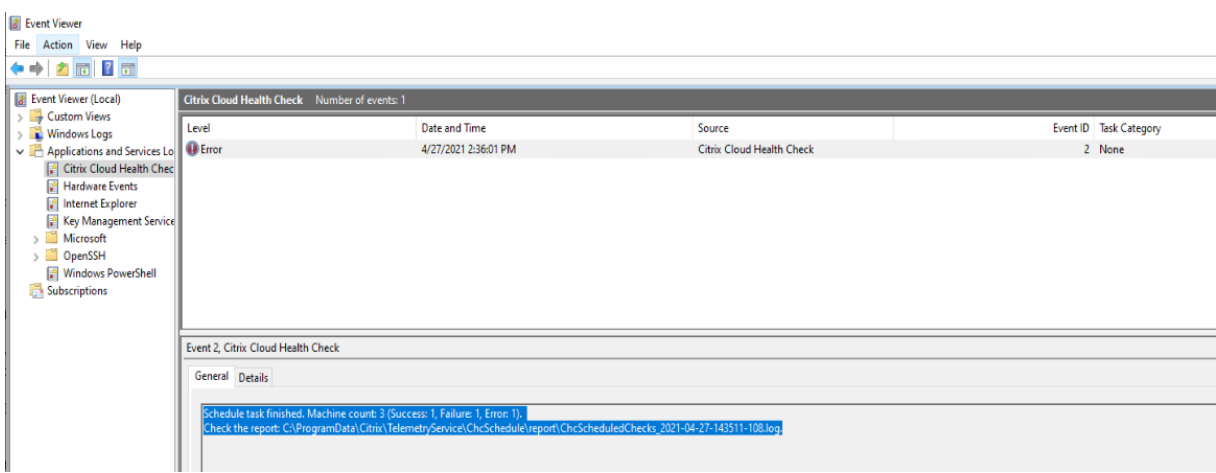 Event Viewer
File Action View Help
Event Viewer (Local)
Custom Views
Windows Logs
Applications and Services Lo
Citrix Cloud Health Chec
Hardware Events
Internet Explorer
Key Management Service
Microsoft
OpenSSH
Windows PowerShell
Subscriptions
Citrix Cloud Health Check Number of events: 1
Level Date and Time Source Event ID Task Category
Error 4/27/2021 2:36:01 PM Citrix Cloud Health Check 2 None
Event 2, Citrix Cloud Health Check
General Details
Schedule task finished. Machine count: 3 (Success: 1, Failure: 1, Error: 1).
Check the report: C:\ProgramData\Citrix\TelemetryService\ChcSchedule\report\ChcScheduledChecks_2021-04-27-143511-108.log.